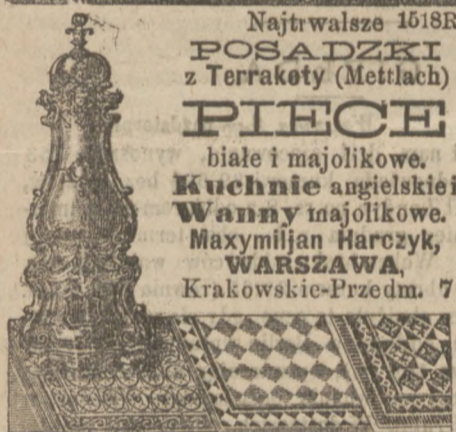 Najtrwalsze 1518R
POSADZKI
z Terrakoty (Mettlach)
PIECE
białe i majolikowe.
Kuchnie angielskie
Wanny majolikowe.
Maxymiljan Harczyk,
WARSZAWA,
Krakowskie-Przedm. 7